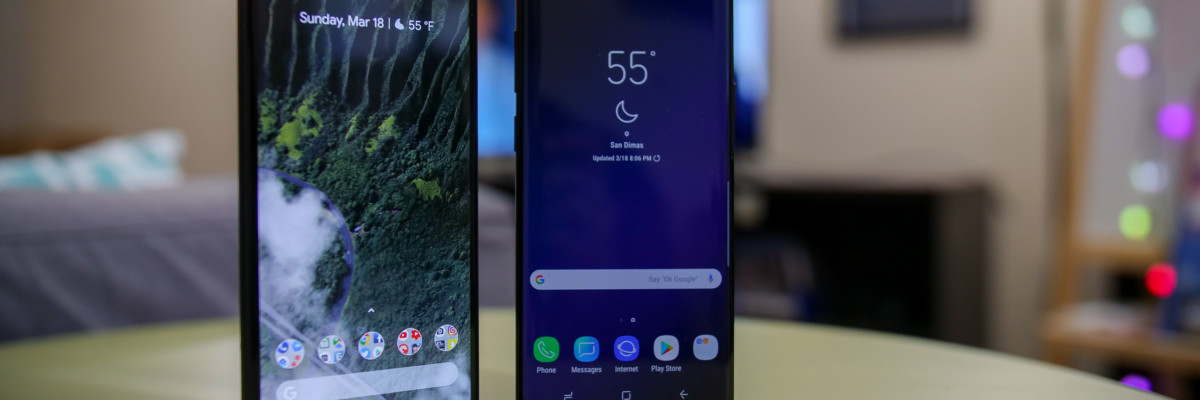 Sunday, Mar 18 | 55 °F
G
55°
San Dimas
Updated 3/18 8:06 PM
G Say "Ok Google"
Phone Messages Internet Play Store